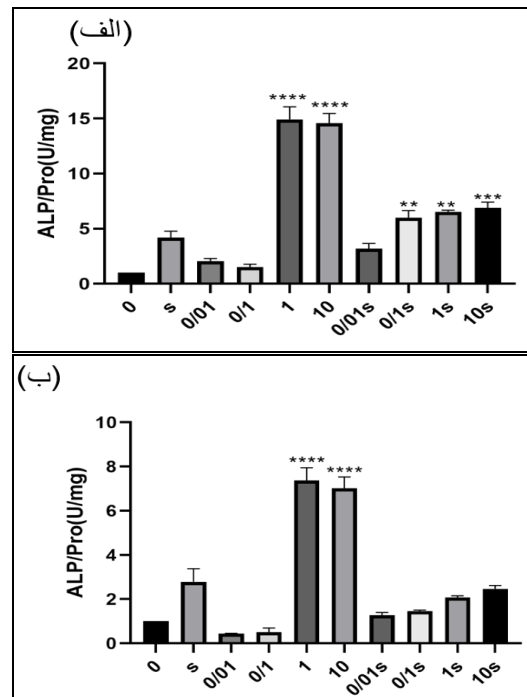 (الف)
20
15
10
5
0
ALP/Pro(U/mg)
**** **** ** ** ***
0 s 0/01 0/1 1 10 0/01s 0/1s 1s 10s
(ب)
10
8
6
4
2
0
ALP/Pro(U/mg)
**** ****
0 s 0/01 0/1 1 10 0/01s 0/1s 1s 10s